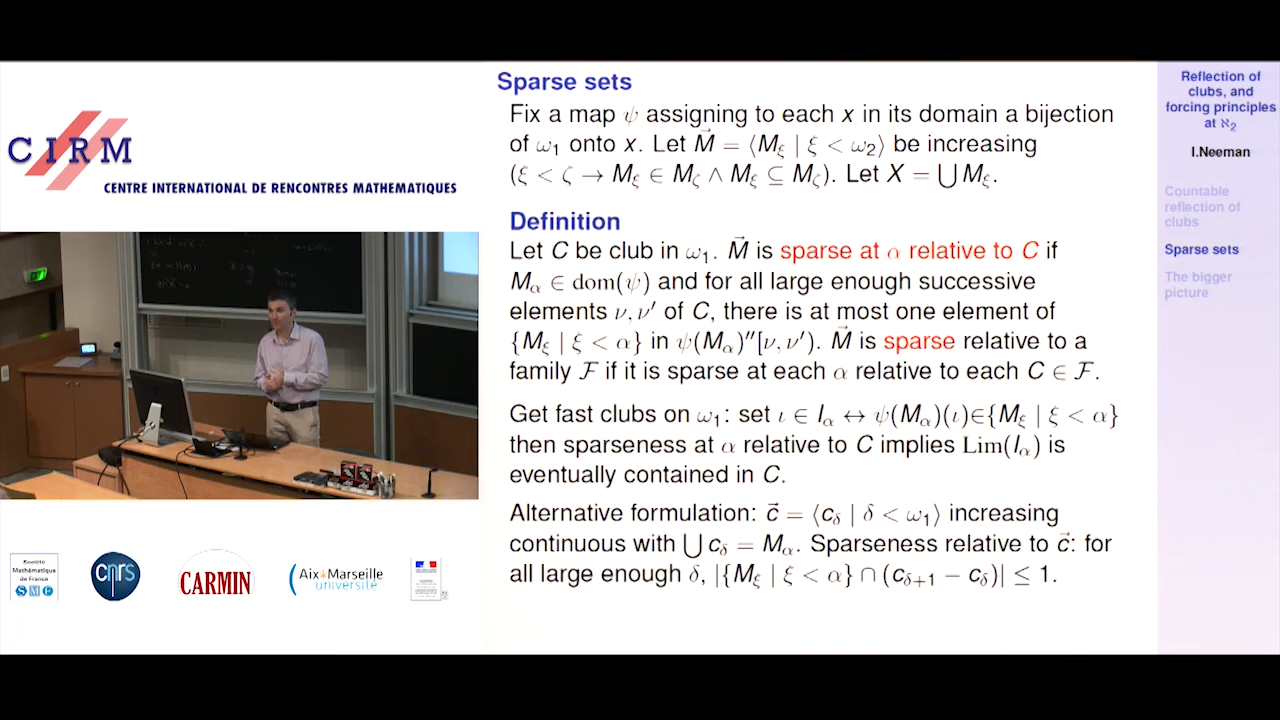 CIRM
CENTRE INTERNATIONAL DE RENCONTRES MATHEMATIQUES
Sparse sets
Fix a map ψ assigning to each x in its domain a bijection
of ω₁ onto x. Let M⃗ = ⟨M_ξ | ξ < ω₂⟩ be increasing
(ξ < ζ → M_ξ ∈ M_ζ ∧ M_ξ ⊆ M_ζ). Let X = ⋃ M_ξ.
Definition
Let C be club in ω₁. M⃗ is sparse at α relative to C if
M_α ∈ dom(ψ) and for all large enough successive
elements ν, ν′ of C, there is at most one element of
{M_ξ | ξ < α} in ψ(M_α)″[ν, ν′). M⃗ is sparse relative to a
family ℱ if it is sparse at each α relative to each C ∈ ℱ.
Get fast clubs on ω₁: set ι ∈ I_α ↔ ψ(M_α)(ι)∈{M_ξ | ξ < α}
then sparseness at α relative to C implies Lim(I_α) is
eventually contained in C.
Alternative formulation: c⃗ = ⟨c_δ | δ < ω₁⟩ increasing
continuous with ⋃ c_δ = M_α. Sparseness relative to c⃗: for
all large enough δ, |{M_ξ | ξ < α} ∩ (c_{δ+1} − c_δ)| ≤ 1.
Reflection of
clubs, and
forcing principles
at ℵ₂
I.Neeman
Countable
reflection of
clubs
Sparse sets
The bigger
picture
Société
Mathématique
de France
SMF
cnrs
CARMIN
Aix*Marseille
université